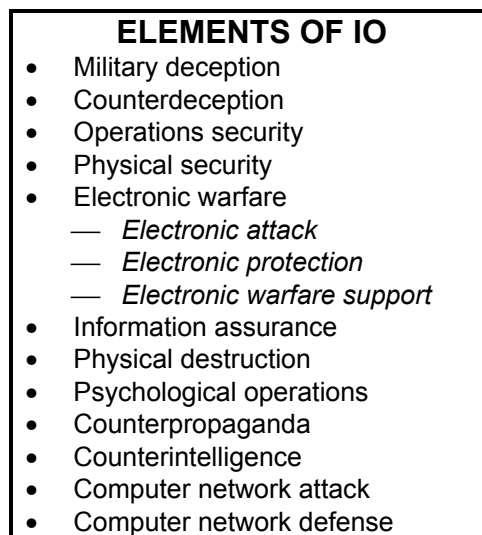 ELEMENTS OF IO
• Military deception
• Counterdeception
• Operations security
• Physical security
• Electronic warfare
— Electronic attack
— Electronic protection
— Electronic warfare support
• Information assurance
• Physical destruction
• Psychological operations
• Counterpropaganda
• Counterintelligence
• Computer network attack
• Computer network defense